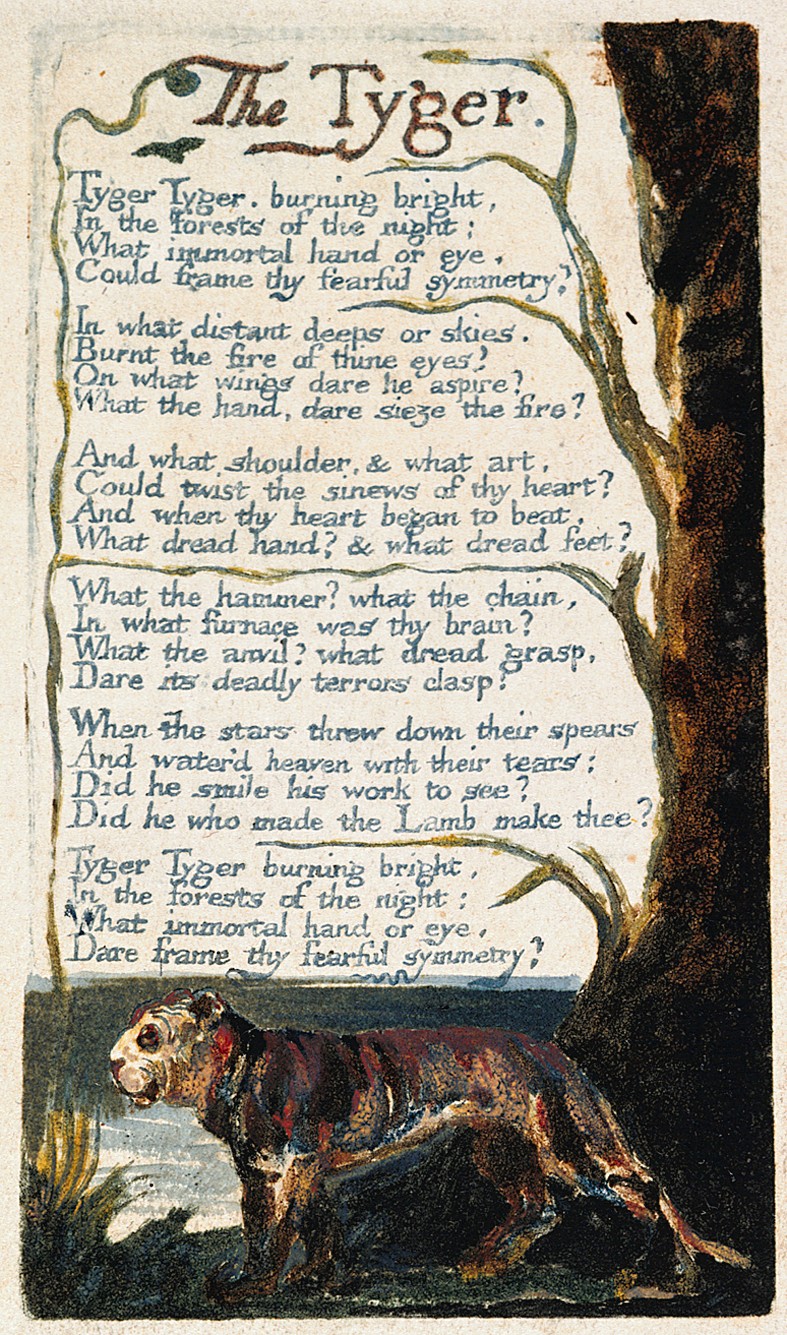 The Tyger.
Tyger Tyger. burning bright,
In the forests of the night;
What immortal hand or eye.
Could frame thy fearful symmetry?
In what distant deeps or skies.
Burnt the fire of thine eyes?
On what wings dare he aspire?
What the hand, dare sieze the fire?
And what shoulder, & what art,
Could twist the sinews of thy heart?
And when thy heart began to beat,
What dread hand? & what dread feet?
What the hammer? what the chain,
In what furnace was thy brain?
What the anvil? what dread grasp,
Dare its deadly terrors clasp?
When the stars threw down their spears
And water'd heaven with their tears:
Did he smile his work to see?
Did he who made the Lamb make thee?
Tyger Tyger burning bright,
In the forests of the night:
What immortal hand or eye,
Dare frame thy fearful symmetry?